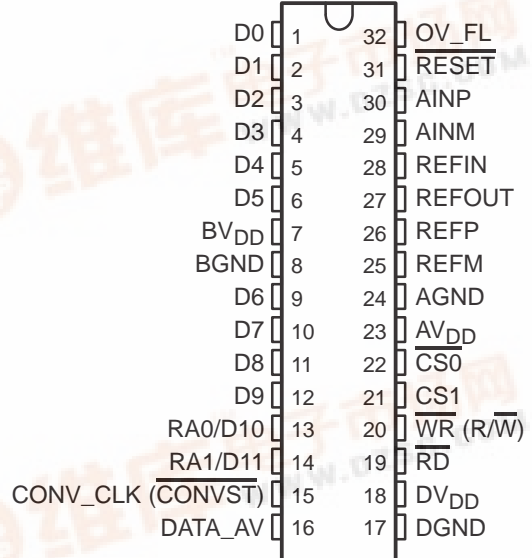 D0 1 32 OV_FL
D1 2 31 RESET
D2 3 30 AINP
D3 4 29 AINM
D4 5 28 REFIN
D5 6 27 REFOUT
BVDD 7 26 REFP
BGND 8 25 REFM
D6 9 24 AGND
D7 10 23 AVDD
D8 11 22 CS0
D9 12 21 CS1
RA0/D10 13 20 WR (R/W)
RA1/D11 14 19 RD
CONV_CLK (CONVST) 15 18 DVDD
DATA_AV 16 17 DGND